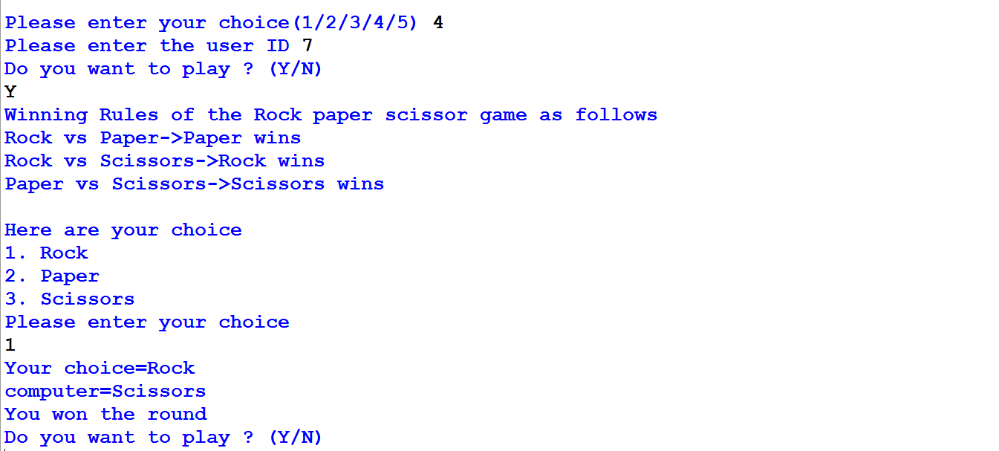 Please enter your choice(1/2/3/4/5) 4
Please enter the user ID 7
Do you want to play ? (Y/N)
Y
Winning Rules of the Rock paper scissor game as follows
Rock vs Paper->Paper wins
Rock vs Scissors->Rock wins
Paper vs Scissors->Scissors wins
Here are your choice
1. Rock
2. Paper
3. Scissors
Please enter your choice
1
Your choice=Rock
computer=Scissors
You won the round
Do you want to play ? (Y/N)